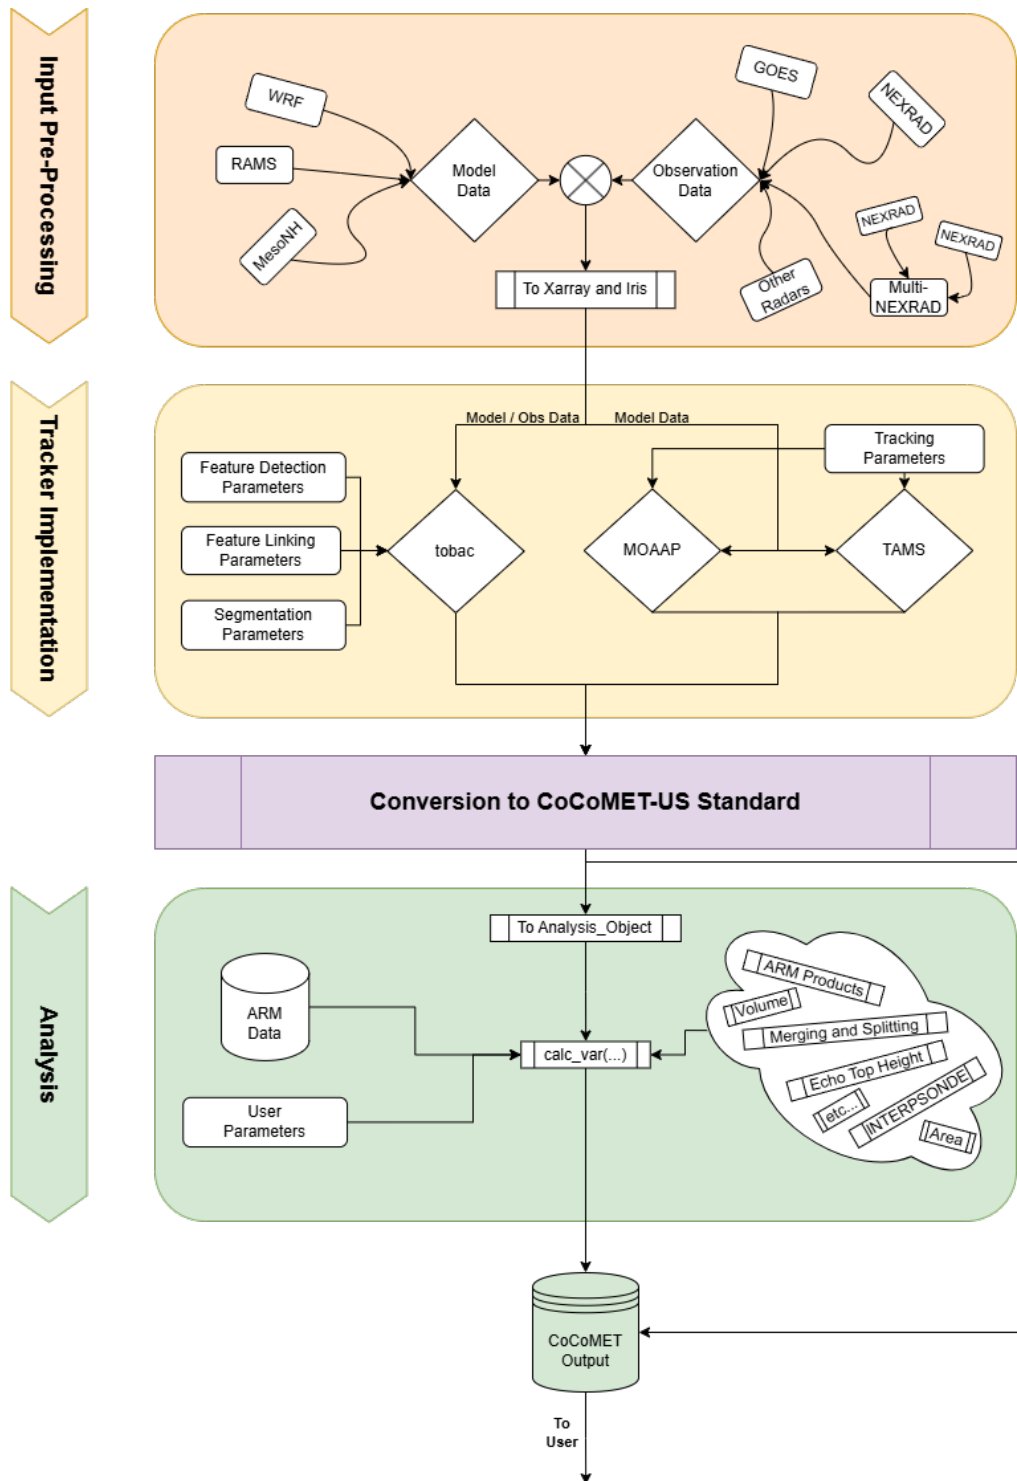 Input Pre-Processing
WRF
RAMS
MesoNH
Model
Data
GOES
NEXRAD
Observation
Data
NEXRAD
NEXRAD
Multi-
NEXRAD
Other
Radars
To Xarray and Iris
Tracker Implementation
Model / Obs Data
Model Data
Tracking
Parameters
Feature Detection
Parameters
Feature Linking
Parameters
Segmentation
Parameters
tobac
MOAAP
TAMS
Conversion to CoCoMET-US Standard
Analysis
To Analysis_Object
ARM
Data
User
Parameters
calc_var(...)
ARM Products
Volume
Merging and Splitting
Echo Top Height
etc...
INTERPSONDE
Area
CoCoMET
Output
To
User